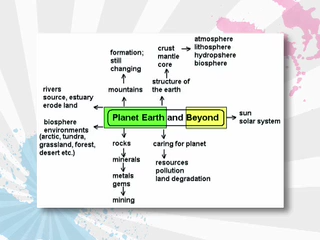 atmosphere
lithosphere
hydropshere
biosphere
formation;
still
changing
crust
mantle
core
rivers
source, estuary
erode land
mountains
structure of
the earth
Planet Earth and Beyond
sun
solar system
biosphere
environments
(arctic, tundra,
grassland, forest,
desert etc.)
rocks
caring for planet
minerals
resources
pollution
land degradation
metals
gems
mining